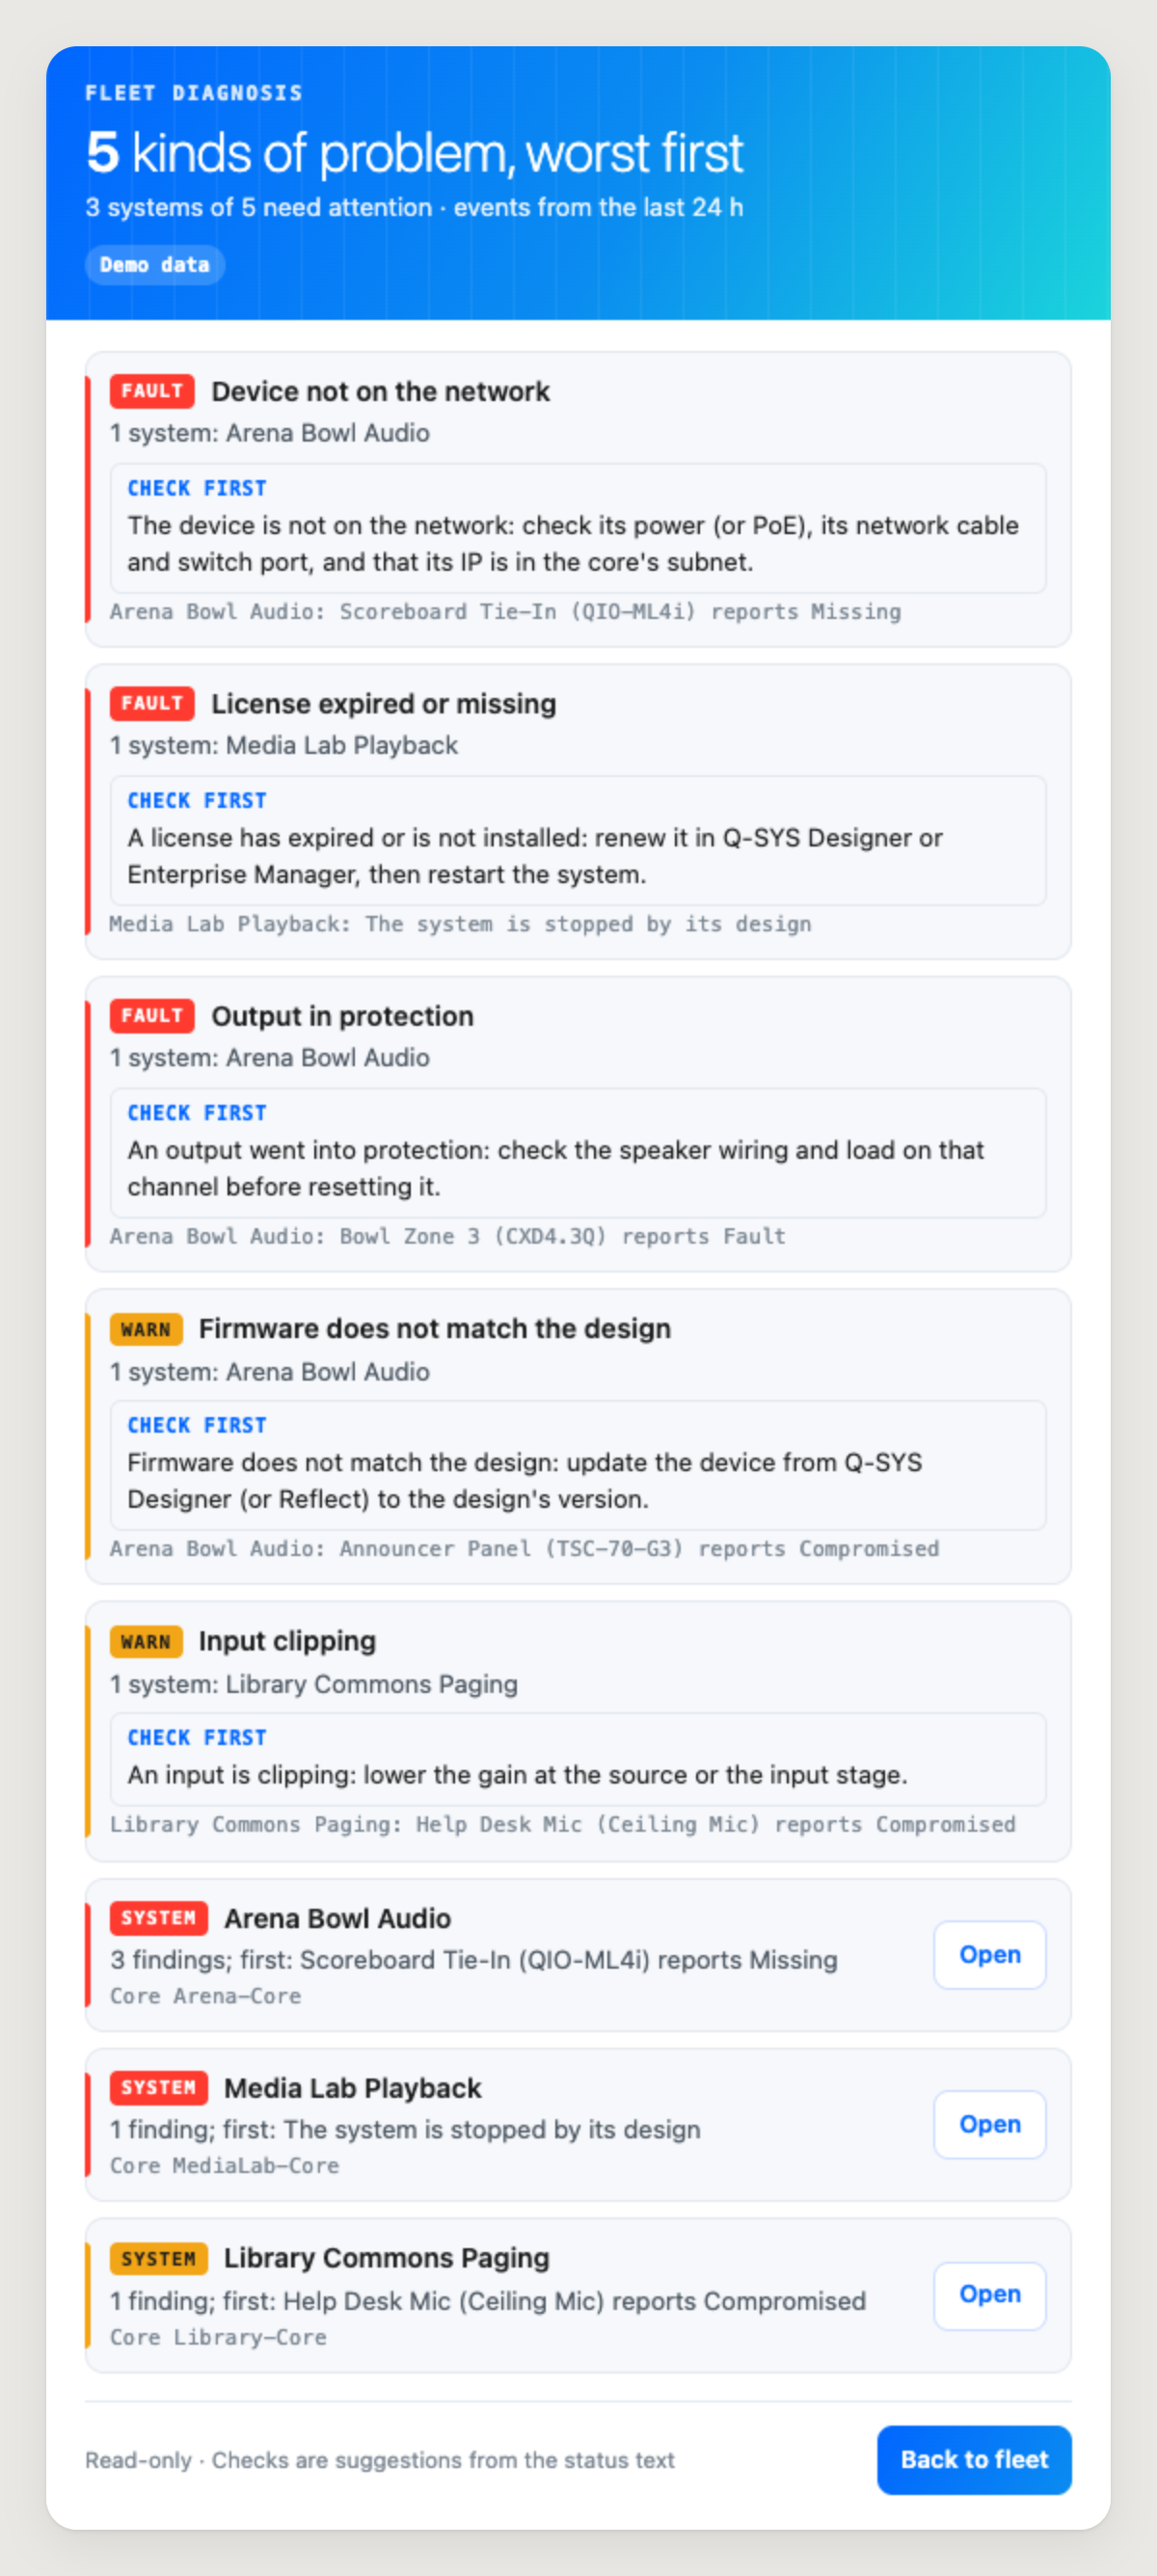 FLEET DIAGNOSIS
5 kinds of problem, worst first
3 systems of 5 need attention · events from the last 24 h
Demo data
FAULT Device not on the network
1 system: Arena Bowl Audio
CHECK FIRST
The device is not on the network: check its power (or PoE), its network cable
and switch port, and that its IP is in the core's subnet.
Arena Bowl Audio: Scoreboard Tie-In (QIO-ML4i) reports Missing
FAULT License expired or missing
1 system: Media Lab Playback
CHECK FIRST
A license has expired or is not installed: renew it in Q-SYS Designer or
Enterprise Manager, then restart the system.
Media Lab Playback: The system is stopped by its design
FAULT Output in protection
1 system: Arena Bowl Audio
CHECK FIRST
An output went into protection: check the speaker wiring and load on that
channel before resetting it.
Arena Bowl Audio: Bowl Zone 3 (CXD4.3Q) reports Fault
WARN Firmware does not match the design
1 system: Arena Bowl Audio
CHECK FIRST
Firmware does not match the design: update the device from Q-SYS
Designer (or Reflect) to the design's version.
Arena Bowl Audio: Announcer Panel (TSC-70-G3) reports Compromised
WARN Input clipping
1 system: Library Commons Paging
CHECK FIRST
An input is clipping: lower the gain at the source or the input stage.
Library Commons Paging: Help Desk Mic (Ceiling Mic) reports Compromised
SYSTEM Arena Bowl Audio
3 findings; first: Scoreboard Tie-In (QIO-ML4i) reports Missing
Core Arena-Core
Open
SYSTEM Media Lab Playback
1 finding; first: The system is stopped by its design
Core MediaLab-Core
Open
SYSTEM Library Commons Paging
1 finding; first: Help Desk Mic (Ceiling Mic) reports Compromised
Core Library-Core
Open
Read-only · Checks are suggestions from the status text
Back to fleet